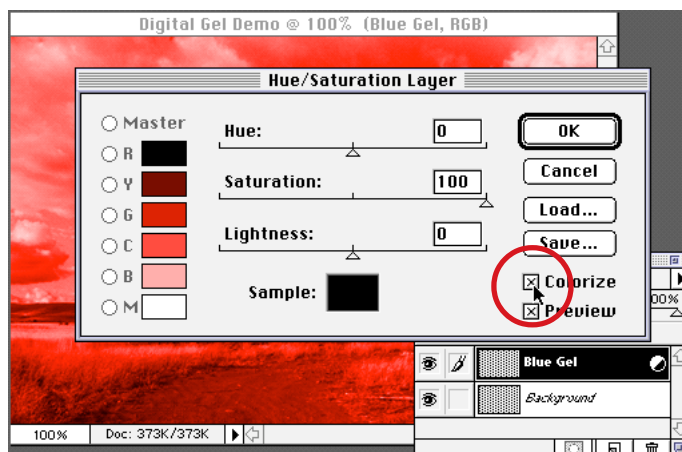 Digital Gel Demo @ 100% (Blue Gel, RGB)
Hue/Saturation Layer
Master
R
Y
G
C
B
M
Hue: 0
Saturation: 100
Lightness: 0
Sample:
OK
Cancel
Load...
Save...
Colorize
Preview
00%
Blue Gel
Background
100% Doc: 373K/373K